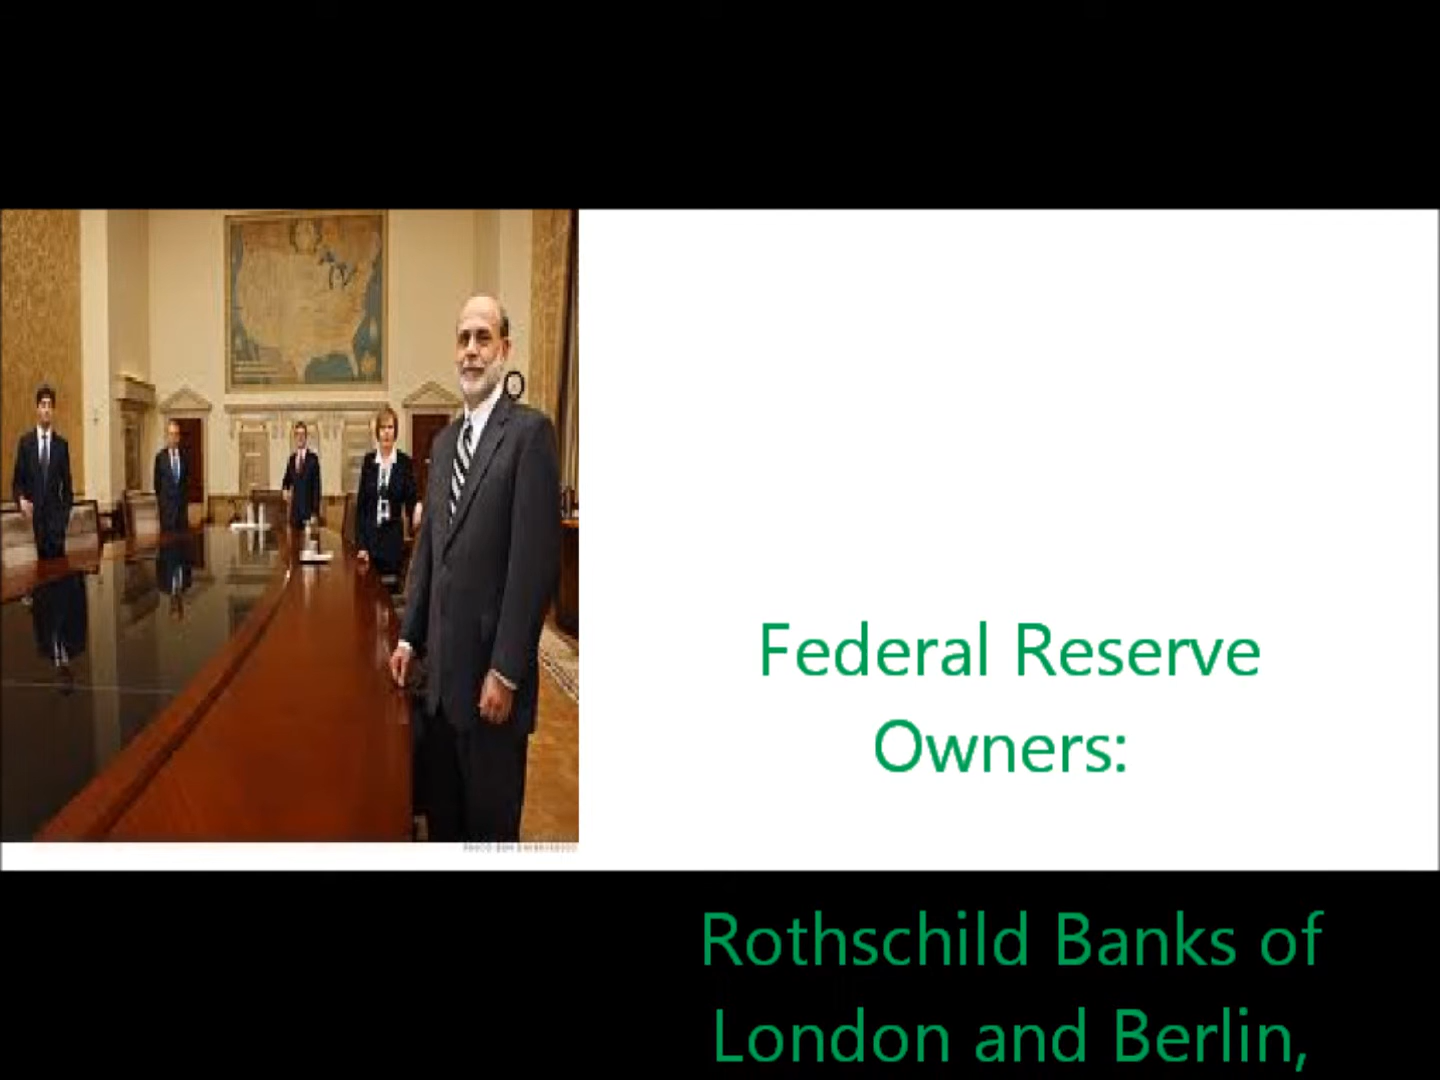 Federal Reserve
Owners:
Rothschild Banks of
London and Berlin,